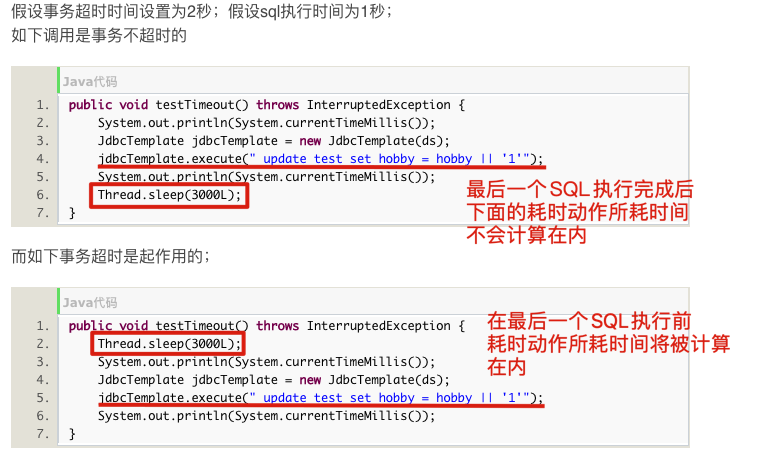 假设事务超时时间设置为2秒；假设sql执行时间为1秒；
如下调用是事务不超时的
Java代码
1. public void testTimeout() throws InterruptedException {
2. System.out.println(System.currentTimeMillis());
3. JdbcTemplate jdbcTemplate = new JdbcTemplate(ds);
4. jdbcTemplate.execute(" update test set hobby = hobby || '1'");
5. System.out.println(System.currentTimeMillis());
6. Thread.sleep(3000L);
7. }
最后一个SQL执行完成后
下面的耗时动作所耗时间
不会计算在内
而如下事务超时是起作用的；
Java代码
1. public void testTimeout() throws InterruptedException {
2. Thread.sleep(3000L);
3. System.out.println(System.currentTimeMillis());
4. JdbcTemplate jdbcTemplate = new JdbcTemplate(ds);
5. jdbcTemplate.execute(" update test set hobby = hobby || '1'");
6. System.out.println(System.currentTimeMillis());
7. }
在最后一个SQL执行前
耗时动作所耗时间将被计算
在内